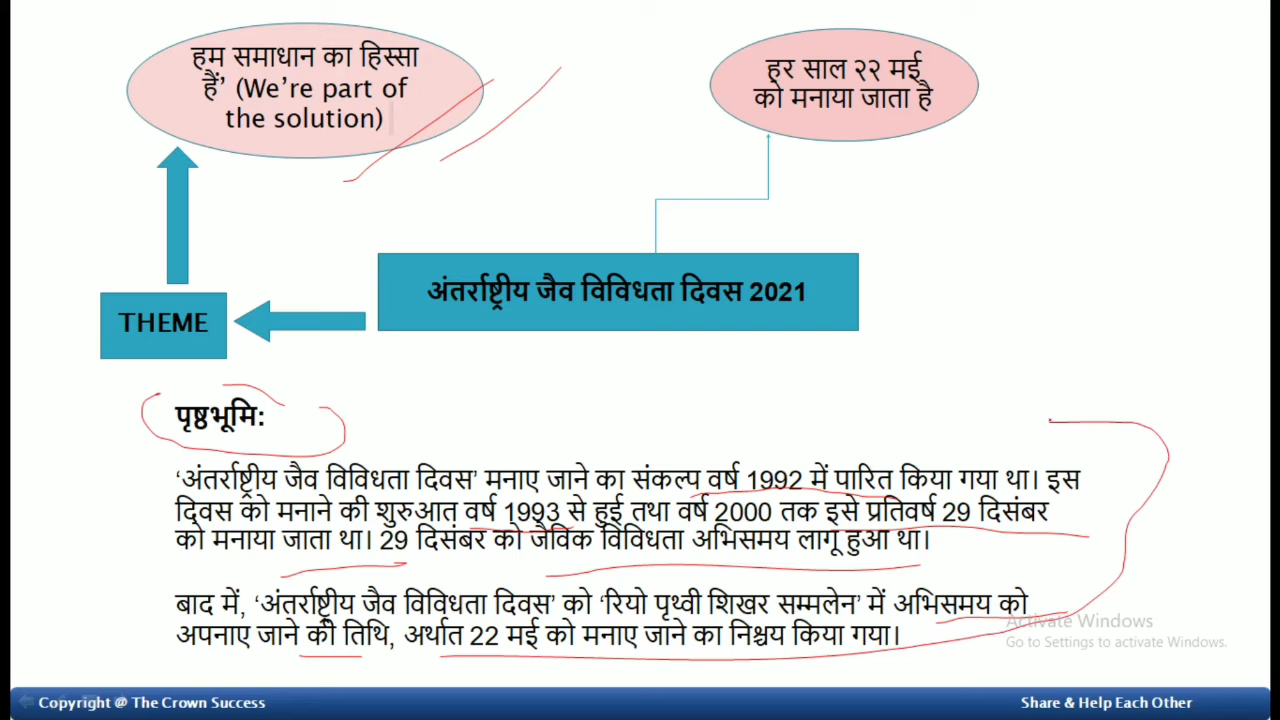 हम समाधान का हिस्सा
हैं’ (We’re part of
the solution)
हर साल २२ मई
को मनाया जाता है
अंतर्राष्ट्रीय जैव विविधता दिवस 2021
THEME
पृष्ठभूमि:
‘अंतर्राष्ट्रीय जैव विविधता दिवस’ मनाए जाने का संकल्प वर्ष 1992 में पारित किया गया था। इस
दिवस को मनाने की शुरुआत वर्ष 1993 से हुई तथा वर्ष 2000 तक इसे प्रतिवर्ष 29 दिसंबर
को मनाया जाता था। 29 दिसंबर को जैविक विविधता अभिसमय लागू हुआ था।
बाद में, ‘अंतर्राष्ट्रीय जैव विविधता दिवस’ को ‘रियो पृथ्वी शिखर सम्मलेन’ में अभिसमय को
अपनाए जाने की तिथि, अर्थात 22 मई को मनाए जाने का निश्चय किया गया।
Activate Windows
Go to Settings to activate Windows.
Copyright @ The Crown Success
Share & Help Each Other